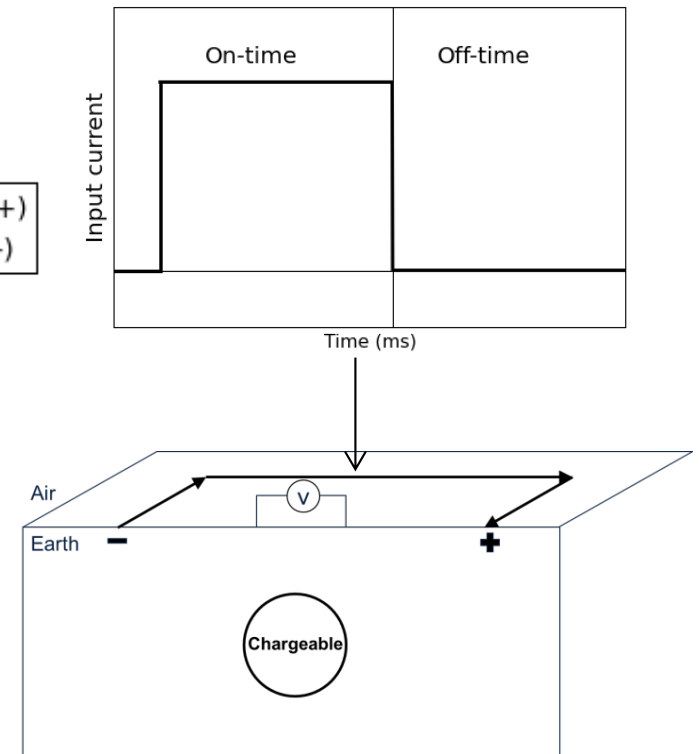 On-time
Off-time
Input current
+)
-)
Time (ms)
Air
V
Earth
−
+
Chargeable